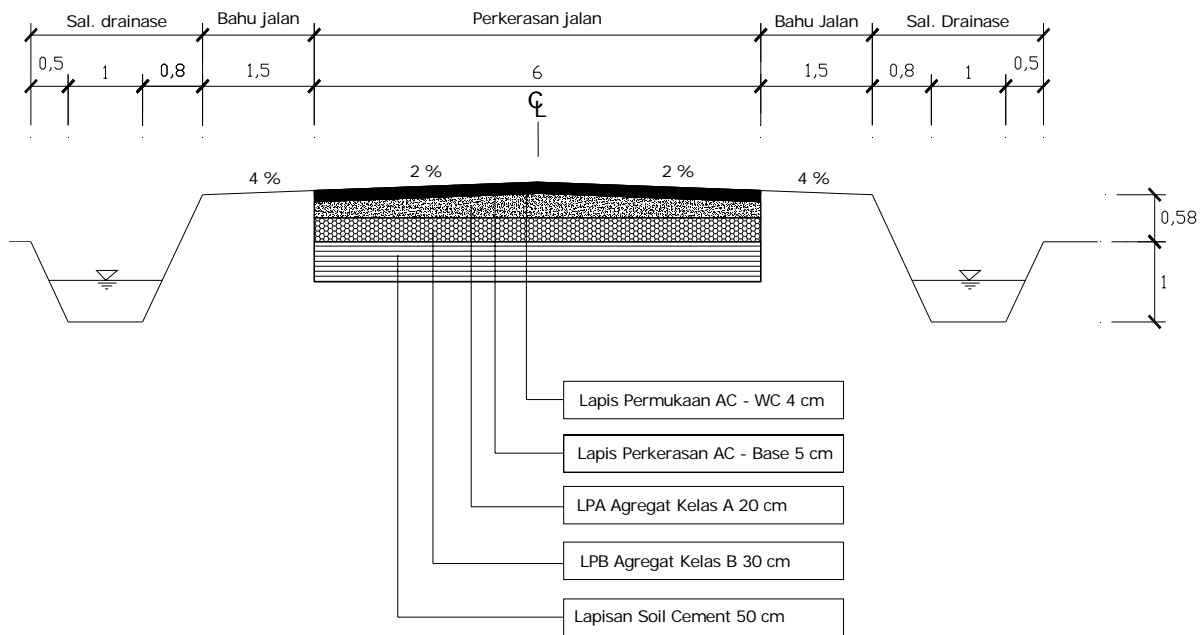 Sal. drainase
Bahu jalan
Perkerasan jalan
Bahu Jalan
Sal. Drainase
0,5
1
0,8
1,5
6
1,5
0,8
1
0,5
CL
4 %
2 %
2 %
4 %
0,58
1
Lapis Permukaan AC - WC 4 cm
Lapis Perkerasan AC - Base 5 cm
LPA Agregat Kelas A 20 cm
LPB Agregat Kelas B 30 cm
Lapisan Soil Cement 50 cm